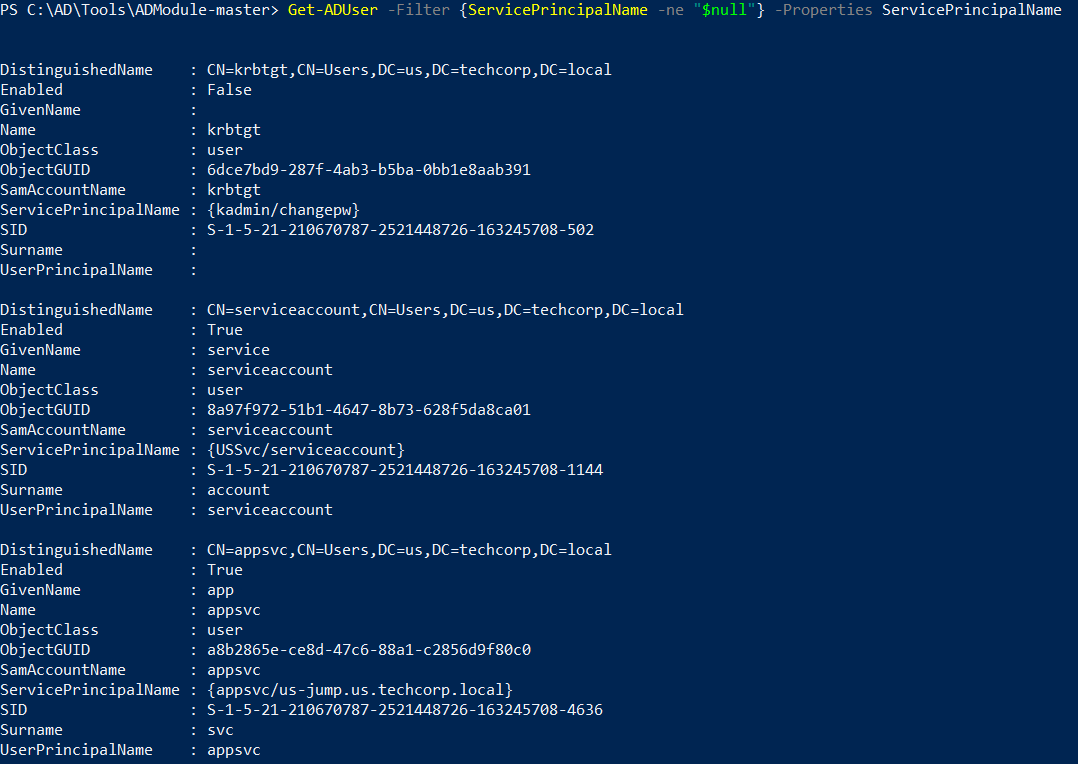 PS C:\AD\Tools\ADModule-master> Get-ADUser -Filter {ServicePrincipalName -ne "$null"} -Properties ServicePrincipalName
DistinguishedName    : CN=krbtgt,CN=Users,DC=us,DC=techcorp,DC=local
Enabled              : False
GivenName            :
Name                 : krbtgt
ObjectClass          : user
ObjectGUID           : 6dce7bd9-287f-4ab3-b5ba-0bb1e8aab391
SamAccountName       : krbtgt
ServicePrincipalName : {kadmin/changepw}
SID                  : S-1-5-21-210670787-2521448726-163245708-502
Surname              :
UserPrincipalName    :
DistinguishedName    : CN=serviceaccount,CN=Users,DC=us,DC=techcorp,DC=local
Enabled              : True
GivenName            : service
Name                 : serviceaccount
ObjectClass          : user
ObjectGUID           : 8a97f972-51b1-4647-8b73-628f5da8ca01
SamAccountName       : serviceaccount
ServicePrincipalName : {USSvc/serviceaccount}
SID                  : S-1-5-21-210670787-2521448726-163245708-1144
Surname              : account
UserPrincipalName    : serviceaccount
DistinguishedName    : CN=appsvc,CN=Users,DC=us,DC=techcorp,DC=local
Enabled              : True
GivenName            : app
Name                 : appsvc
ObjectClass          : user
ObjectGUID           : a8b2865e-ce8d-47c6-88a1-c2856d9f80c0
SamAccountName       : appsvc
ServicePrincipalName : {appsvc/us-jump.us.techcorp.local}
SID                  : S-1-5-21-210670787-2521448726-163245708-4636
Surname              : svc
UserPrincipalName    : appsvc